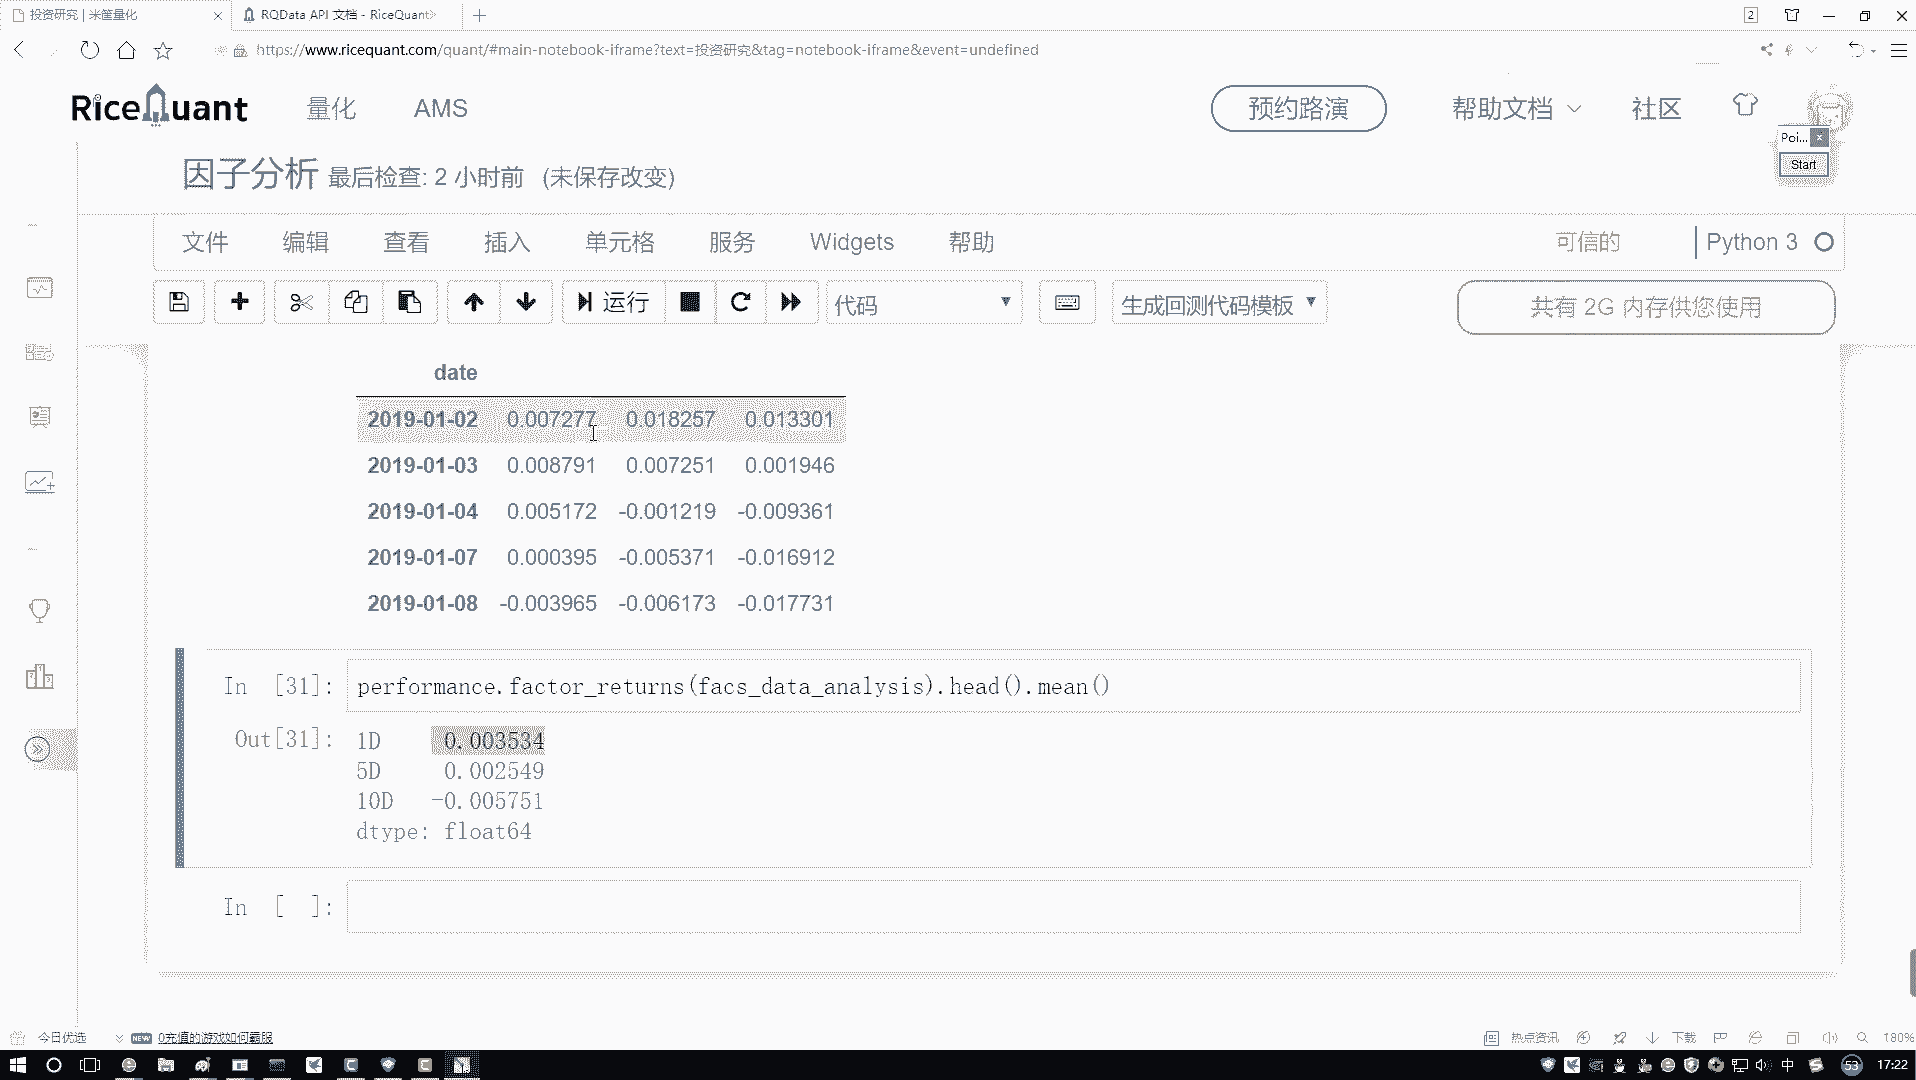 投资研究 | 米筐量化
RQData API 文档 - RiceQuant
2
https://www.ricequant.com/quant/#main-notebook-iframe?text=投资研究&tag=notebook-iframe&event=undefined
RiceQuant 量化 AMS 预约路演 帮助文档 社区
Poi...
Start
因子分析 最后检查: 2 小时前 (未保存改变)
文件 编辑 查看 插入 单元格 服务 Widgets 帮助 可信的 Python 3
运行 代码 生成回测代码模板 共有 2G 内存供您使用
date
2019-01-02 0.007277 0.018257 0.013301
2019-01-03 0.008791 0.007251 0.001946
2019-01-04 0.005172 -0.001219 -0.009361
2019-01-07 0.000395 -0.005371 -0.016912
2019-01-08 -0.003965 -0.006173 -0.017731
In [31]: performance.factor_returns(facs_data_analysis).head().mean()
Out[31]: 1D 0.003534
5D 0.002549
10D -0.005751
dtype: float64
In [ ]:
今日优选 NEW 0充值的游戏如何霸服 热点资讯 下载 180%
中 53 17:22